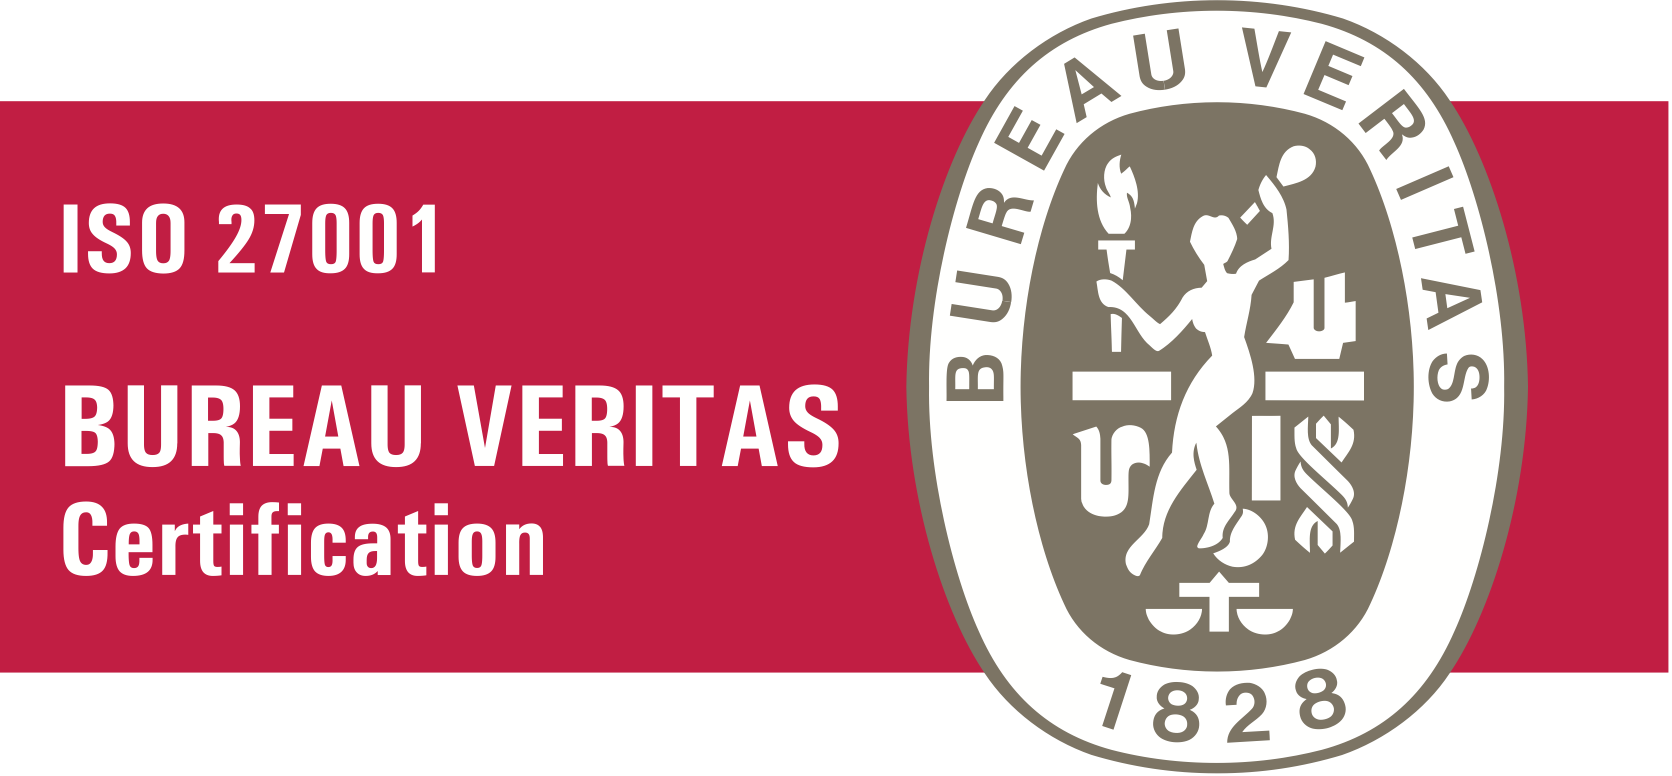 ISO 27001
BUREAU VERITAS
Certification
BUREAU VERITAS
1828